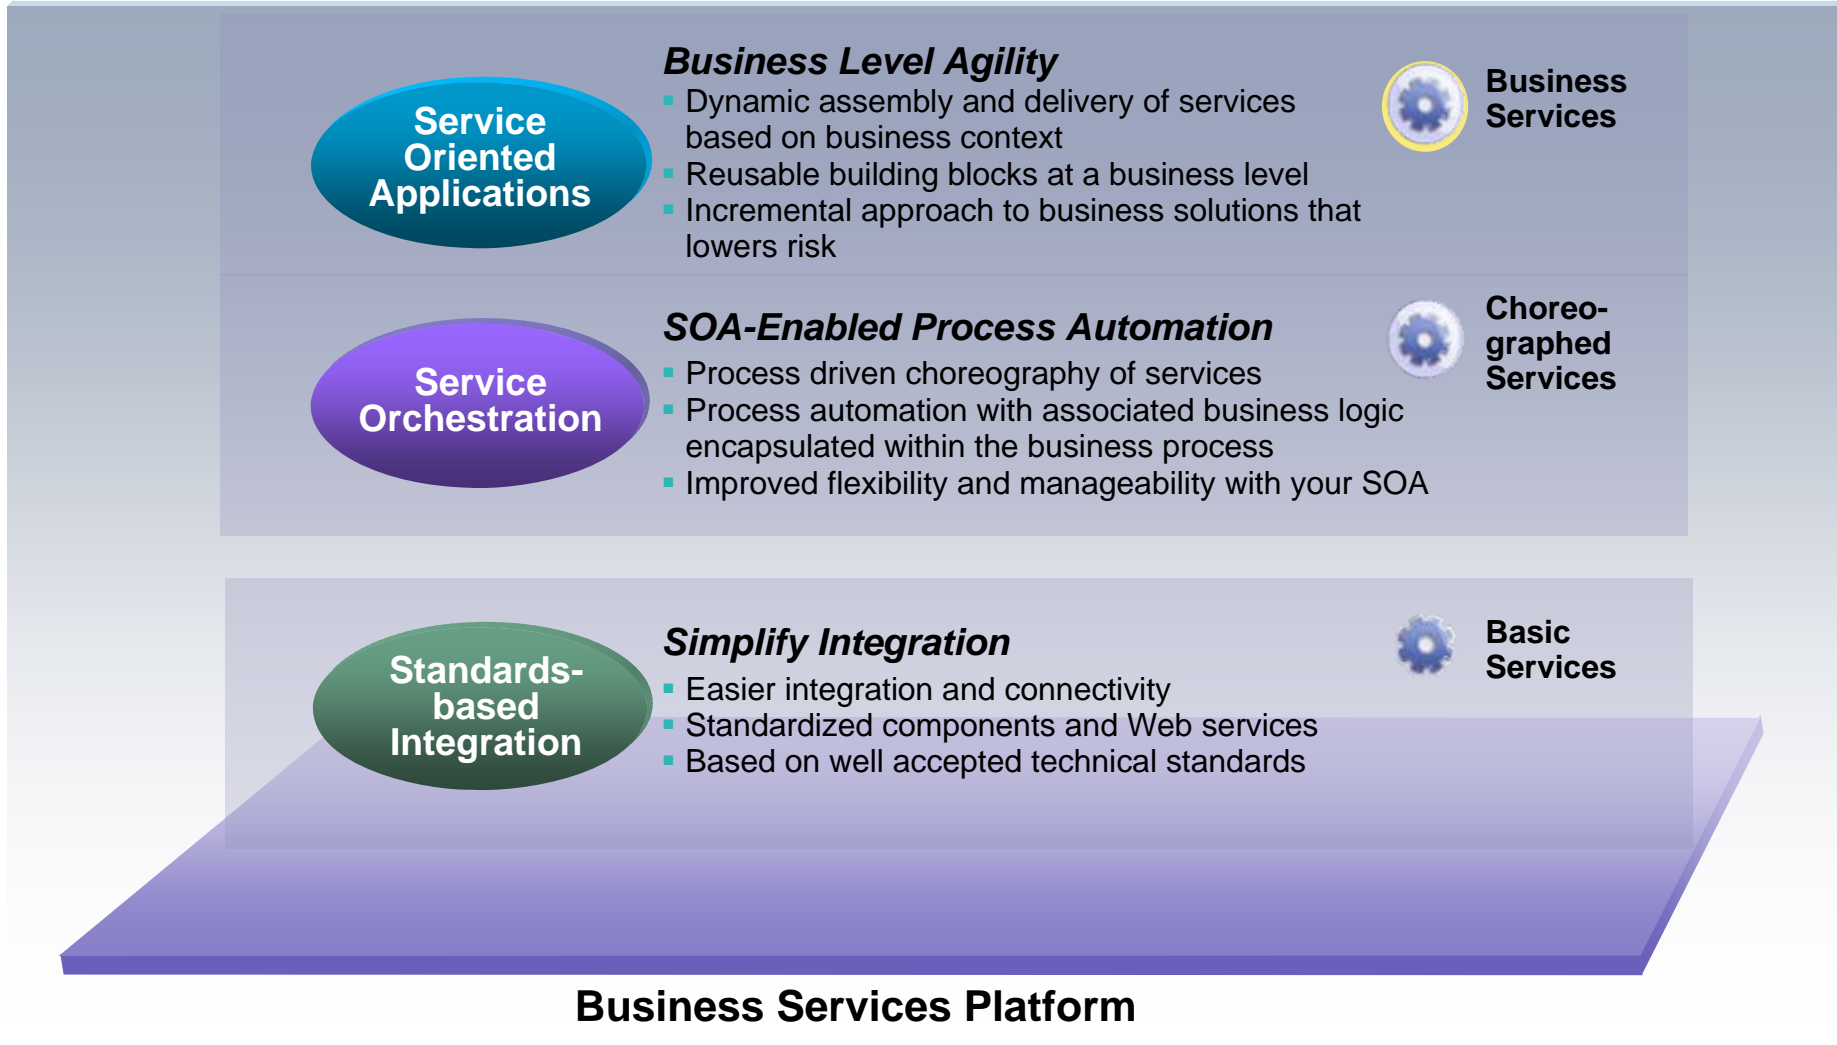 Business Level Agility
Service
Oriented
Applications
▪ Dynamic assembly and delivery of services
based on business context
▪ Reusable building blocks at a business level
▪ Incremental approach to business solutions that
lowers risk
Business
Services
SOA-Enabled Process Automation
Service
Orchestration
▪ Process driven choreography of services
▪ Process automation with associated business logic
encapsulated within the business process
▪ Improved flexibility and manageability with your SOA
Choreo-
graphed
Services
Simplify Integration
Standards-
based
Integration
▪ Easier integration and connectivity
▪ Standardized components and Web services
▪ Based on well accepted technical standards
Basic
Services
Business Services Platform